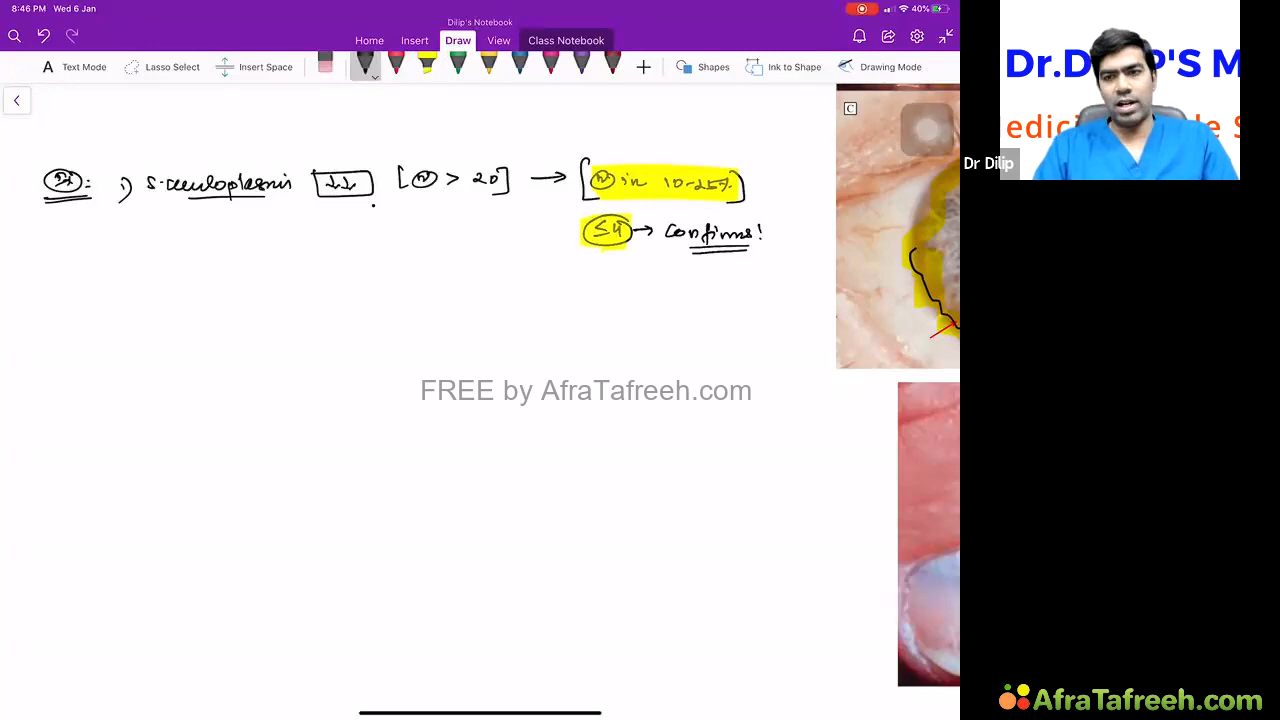 8:46 PM Wed 6 Jan
40%
Dilip's Notebook
Home Insert Draw View Class Notebook
Text Mode Lasso Select Insert Space Shapes Ink to Shape Drawing Mode
C
Dr.D P'S M
edici le S
Dr Dilip
Dx: 1) S. ceruloplasmin ↓↓ [N > 20] → [N in 10-25%]
≤4 → Confirms!
FREE by AfraTafreeh.com
AfraTafreeh.com